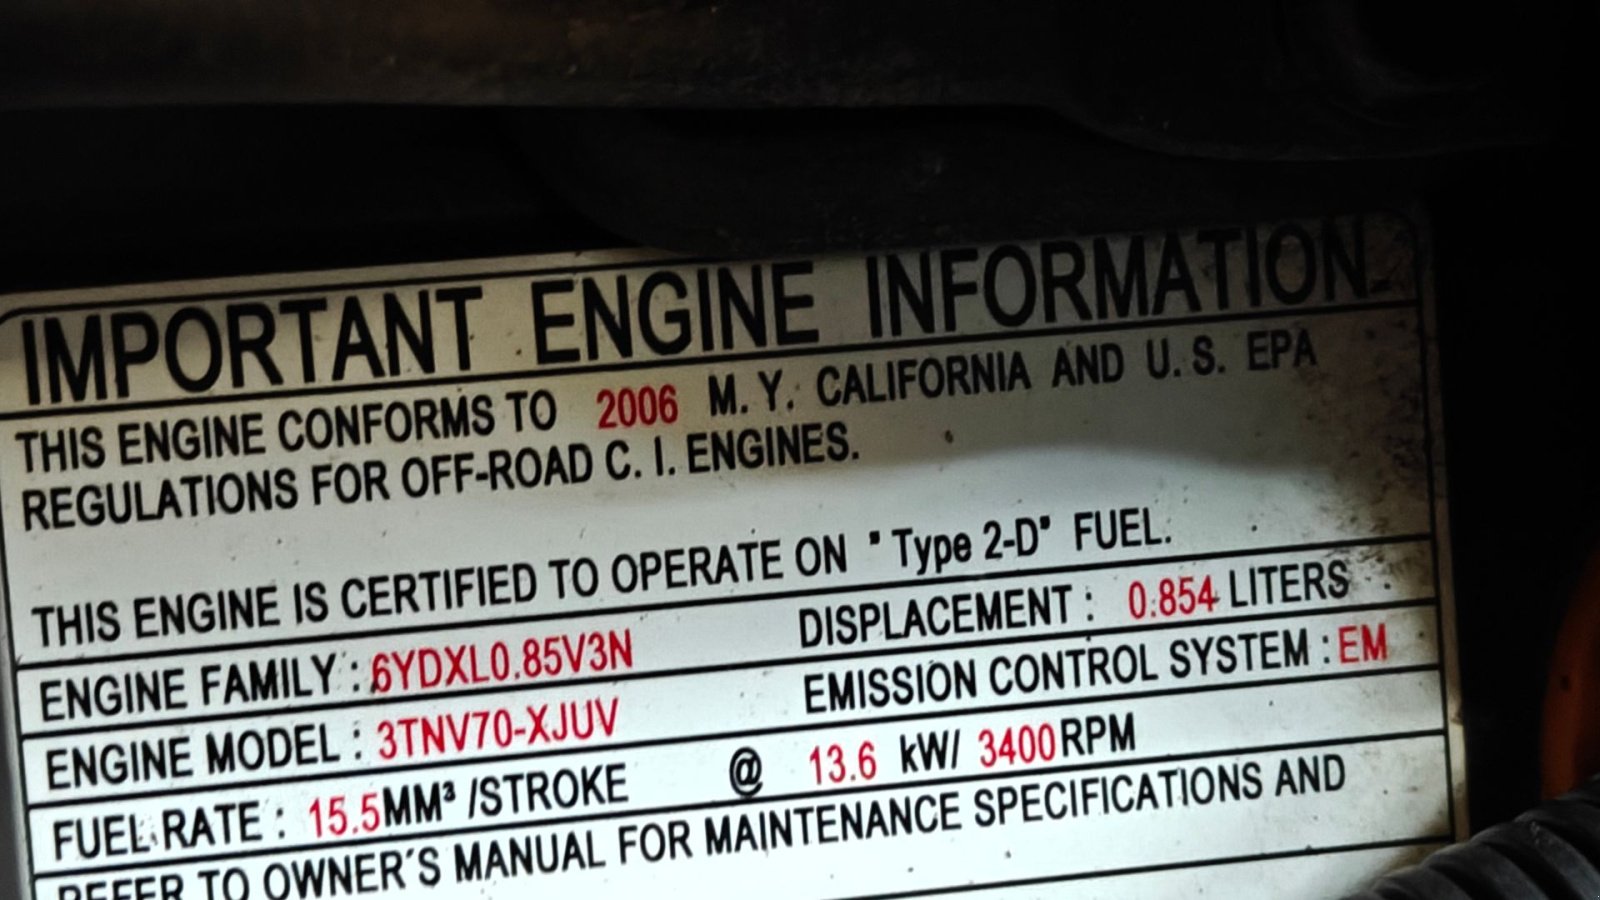 IMPORTANT ENGINE INFORMATION
THIS ENGINE CONFORMS TO 2006 M. Y. CALIFORNIA AND U. S. EPA
REGULATIONS FOR OFF-ROAD C. I. ENGINES.
THIS ENGINE IS CERTIFIED TO OPERATE ON "Type 2-D" FUEL.
ENGINE FAMILY : 6YDXL0.85V3N DISPLACEMENT : 0.854 LITERS
ENGINE MODEL : 3TNV70-XJUV EMISSION CONTROL SYSTEM : EM
FUEL RATE : 15.5MM³ /STROKE @ 13.6 kW/ 3400RPM
REFER TO OWNER'S MANUAL FOR MAINTENANCE SPECIFICATIONS AND